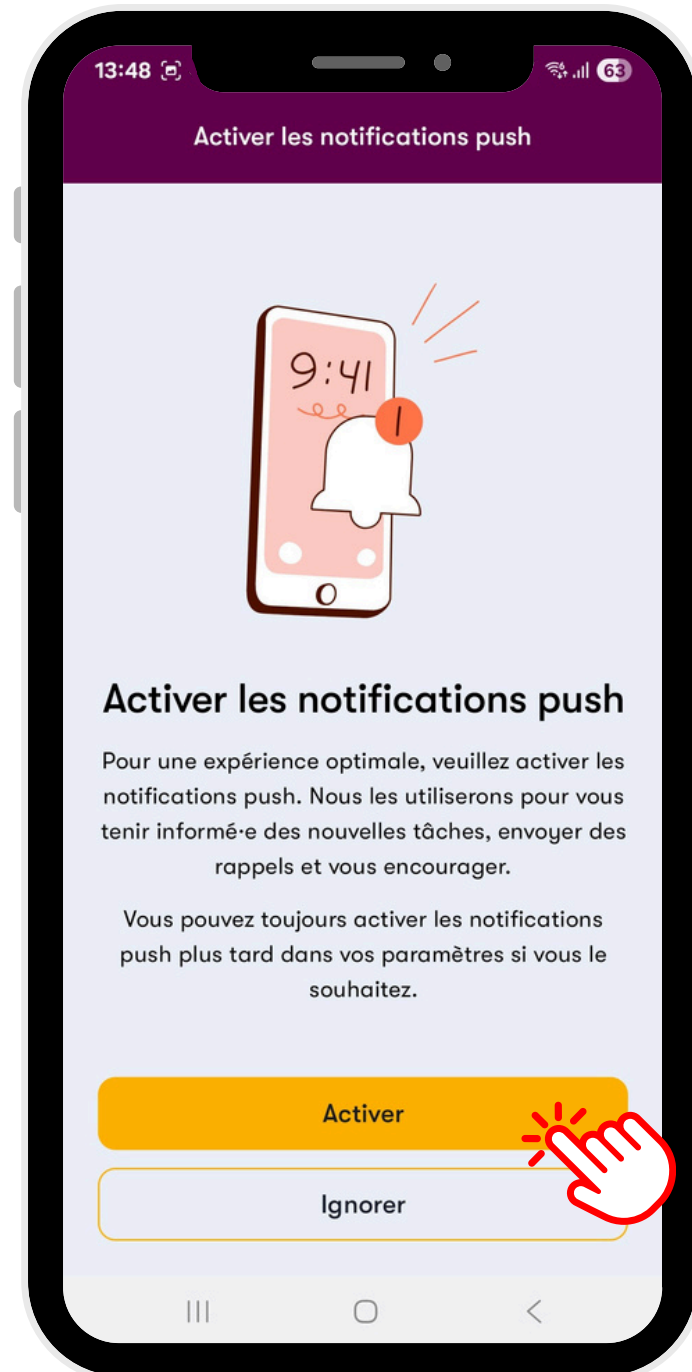 13:48
63
Activer les notifications push
9:41
1
Activer les notifications push
Pour une expérience optimale, veuillez activer les
notifications push. Nous les utiliserons pour vous
tenir informé·e des nouvelles tâches, envoyer des
rappels et vous encourager.
Vous pouvez toujours activer les notifications
push plus tard dans vos paramètres si vous le
souhaitez.
Activer
Ignorer